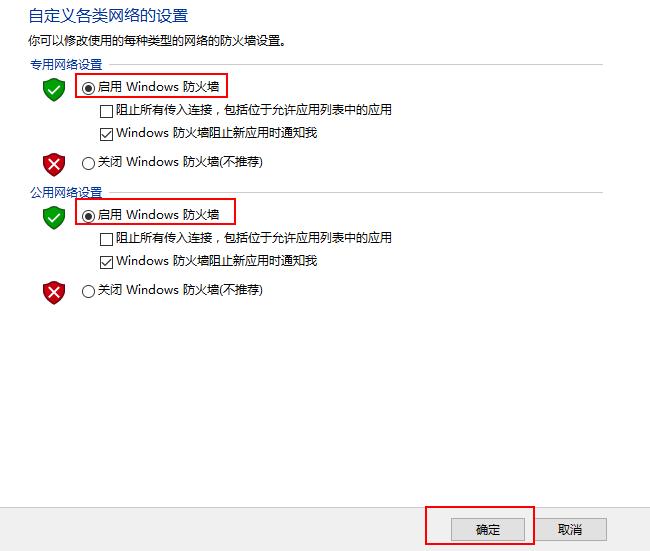 自定义各类网络的设置
你可以修改使用的每种类型的网络的防火墙设置。
专用网络设置
启用 Windows 防火墙
阻止所有传入连接，包括位于允许应用列表中的应用
Windows 防火墙阻止新应用时通知我
关闭 Windows 防火墙(不推荐)
公用网络设置
启用 Windows 防火墙
阻止所有传入连接，包括位于允许应用列表中的应用
Windows 防火墙阻止新应用时通知我
关闭 Windows 防火墙(不推荐)
确定 取消